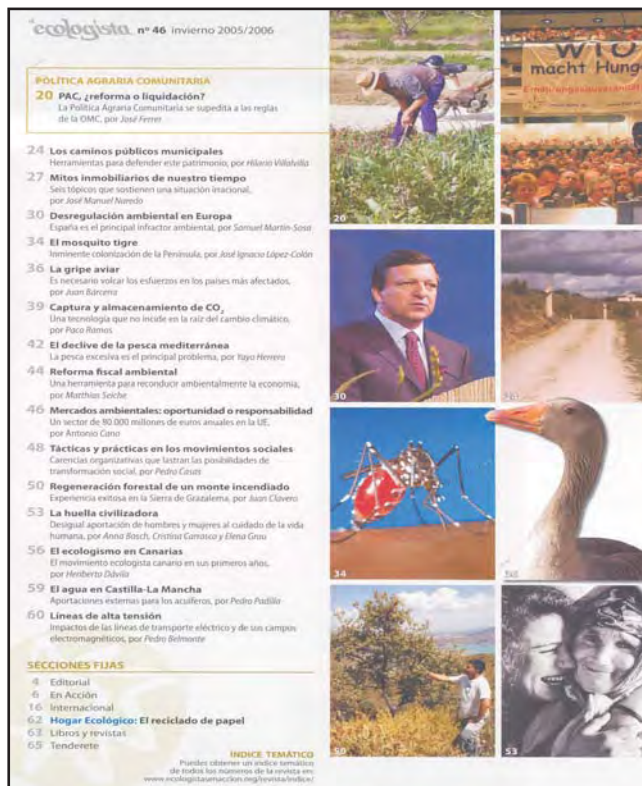 el ecologista nº 46 invierno 2005/2006
POLÍTICA AGRARIA COMUNITARIA
20 PAC, ¿reforma o liquidación?
La Política Agraria Comunitaria se supedita a las reglas
de la OMC, por José Ferrer
24 Los caminos públicos municipales
Herramientas para defender este patrimonio, por Hilario Villalvilla
27 Mitos inmobiliarios de nuestro tiempo
Seis tópicos que sostienen una situación irracional,
por José Manuel Naredo
30 Desregulación ambiental en Europa
España es el principal infractor ambiental, por Samuel Martín-Sosa
34 El mosquito tigre
Inminente colonización de la Península, por José Ignacio López-Colón
36 La gripe aviar
Es necesario volcar los esfuerzos en los países más afectados,
por Juan Bárcena
39 Captura y almacenamiento de CO2
Una tecnología que no incide en la raíz del cambio climático,
por Paco Ramos
42 El declive de la pesca mediterránea
La pesca excesiva es el principal problema, por Yayo Herrero
44 Reforma fiscal ambiental
Una herramienta para reconducir ambientalmente la economía,
por Matthias Seiche
46 Mercados ambientales: oportunidad o responsabilidad
Un sector de 80.000 millones de euros anuales en la UE,
por Antonio Cano
48 Tácticas y prácticas en los movimientos sociales
Carencias organizativas que lastran las posibilidades de
transformación social, por Pedro Casas
50 Regeneración forestal de un monte incendiado
Experiencia exitosa en la Sierra de Grazalema, por Juan Clavero
53 La huella civilizadora
Desigual aportación de hombres y mujeres al cuidado de la vida
humana, por Anna Bosch, Cristina Carrasco y Elena Grau
56 El ecologismo en Canarias
El movimiento ecologista canario en sus primeros años,
por Heriberto Dávila
59 El agua en Castilla-La Mancha
Aportaciones externas para los acuíferos, por Pedro Padilla
60 Líneas de alta tensión
Impactos de las líneas de transporte eléctrico y de sus campos
electromagnéticos, por Pedro Belmonte
SECCIONES FIJAS
4 Editorial
6 En Acción
16 Internacional
62 Hogar Ecológico: El reciclado de papel
63 Libros y revistas
65 Tenderete
ÍNDICE TEMÁTICO
Puedes obtener un índice temático
de todos los números de la revista en:
www.ecologistasenaccion.org/revista/indice/
WTO
macht Hung
20
30
34
50
53